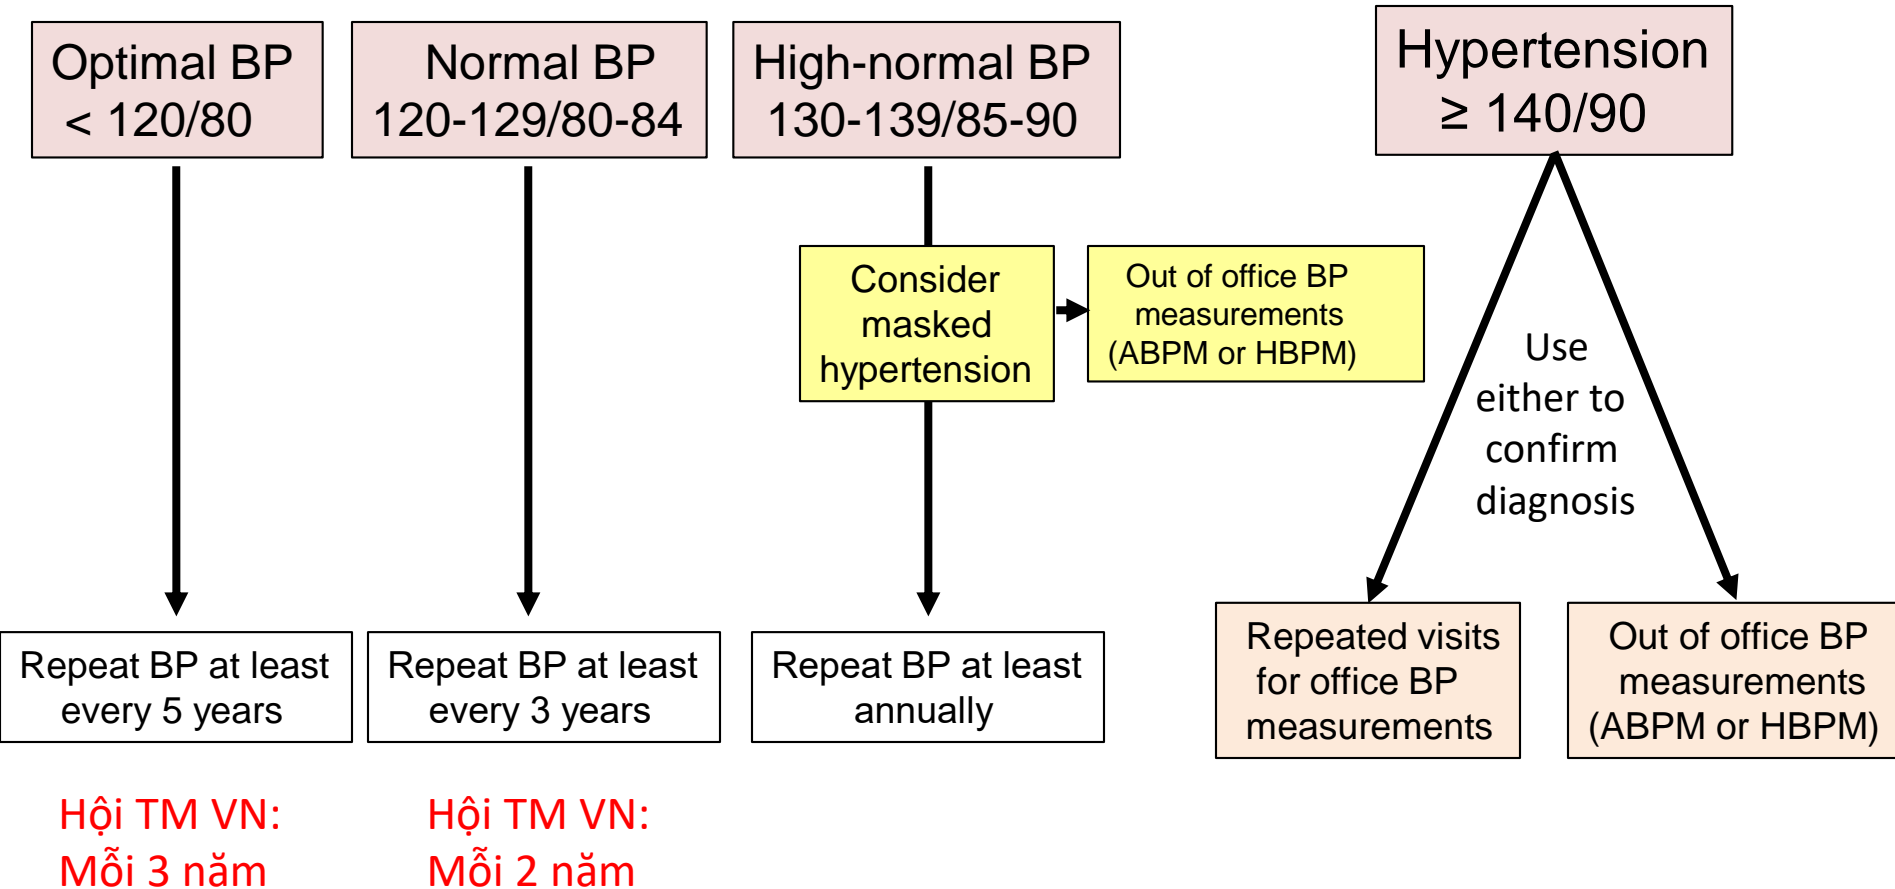 Optimal BP
< 120/80
Normal BP
120-129/80-84
High-normal BP
130-139/85-90
Hypertension
≥ 140/90
Consider
masked
hypertension
Out of office BP
measurements
(ABPM or HBPM)
Use
either to
confirm
diagnosis
Repeat BP at least
every 5 years
Repeat BP at least
every 3 years
Repeat BP at least
annually
Repeated visits
for office BP
measurements
Out of office BP
measurements
(ABPM or HBPM)
Hội TM VN:
Mỗi 3 năm
Hội TM VN:
Mỗi 2 năm